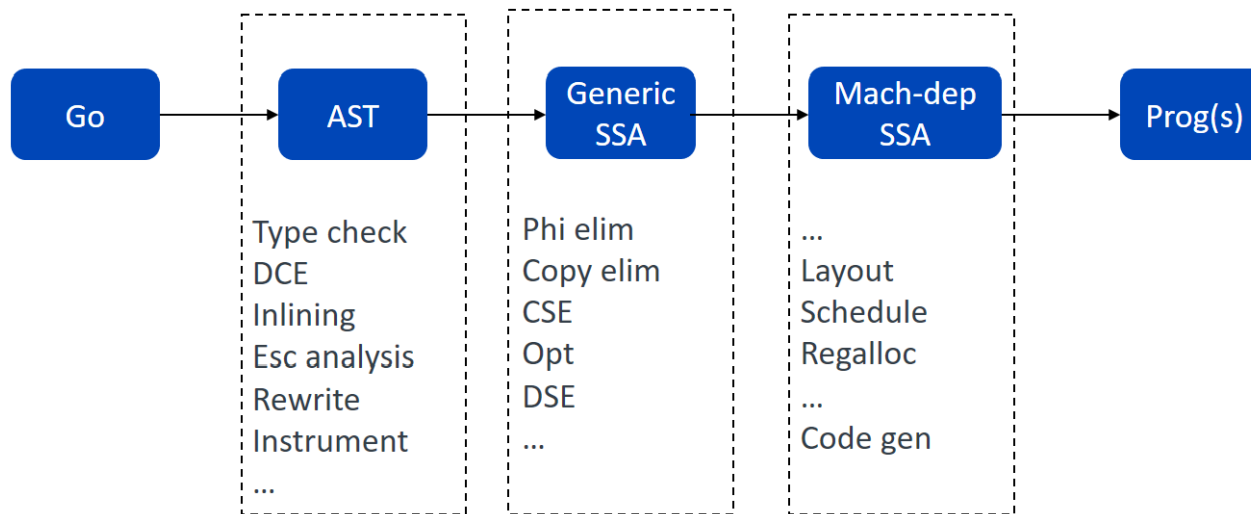 Go
AST
Generic
SSA
Mach-dep
SSA
Prog(s)
Type check
DCE
Inlining
Esc analysis
Rewrite
Instrument
...
Phi elim
Copy elim
CSE
Opt
DSE
...
...
Layout
Schedule
Regalloc
...
Code gen